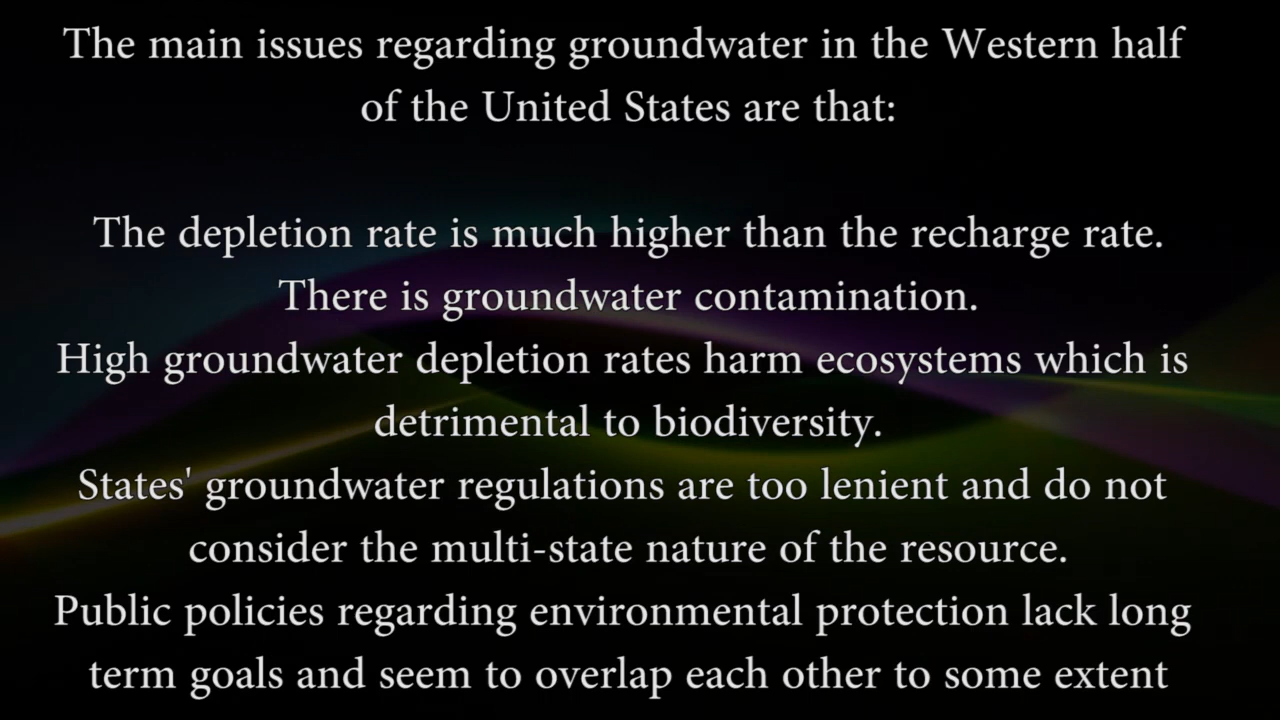 The main issues regarding groundwater in the Western half
of the United States are that:
The depletion rate is much higher than the recharge rate.
There is groundwater contamination.
High groundwater depletion rates harm ecosystems which is
detrimental to biodiversity.
States' groundwater regulations are too lenient and do not
consider the multi-state nature of the resource.
Public policies regarding environmental protection lack long
term goals and seem to overlap each other to some extent